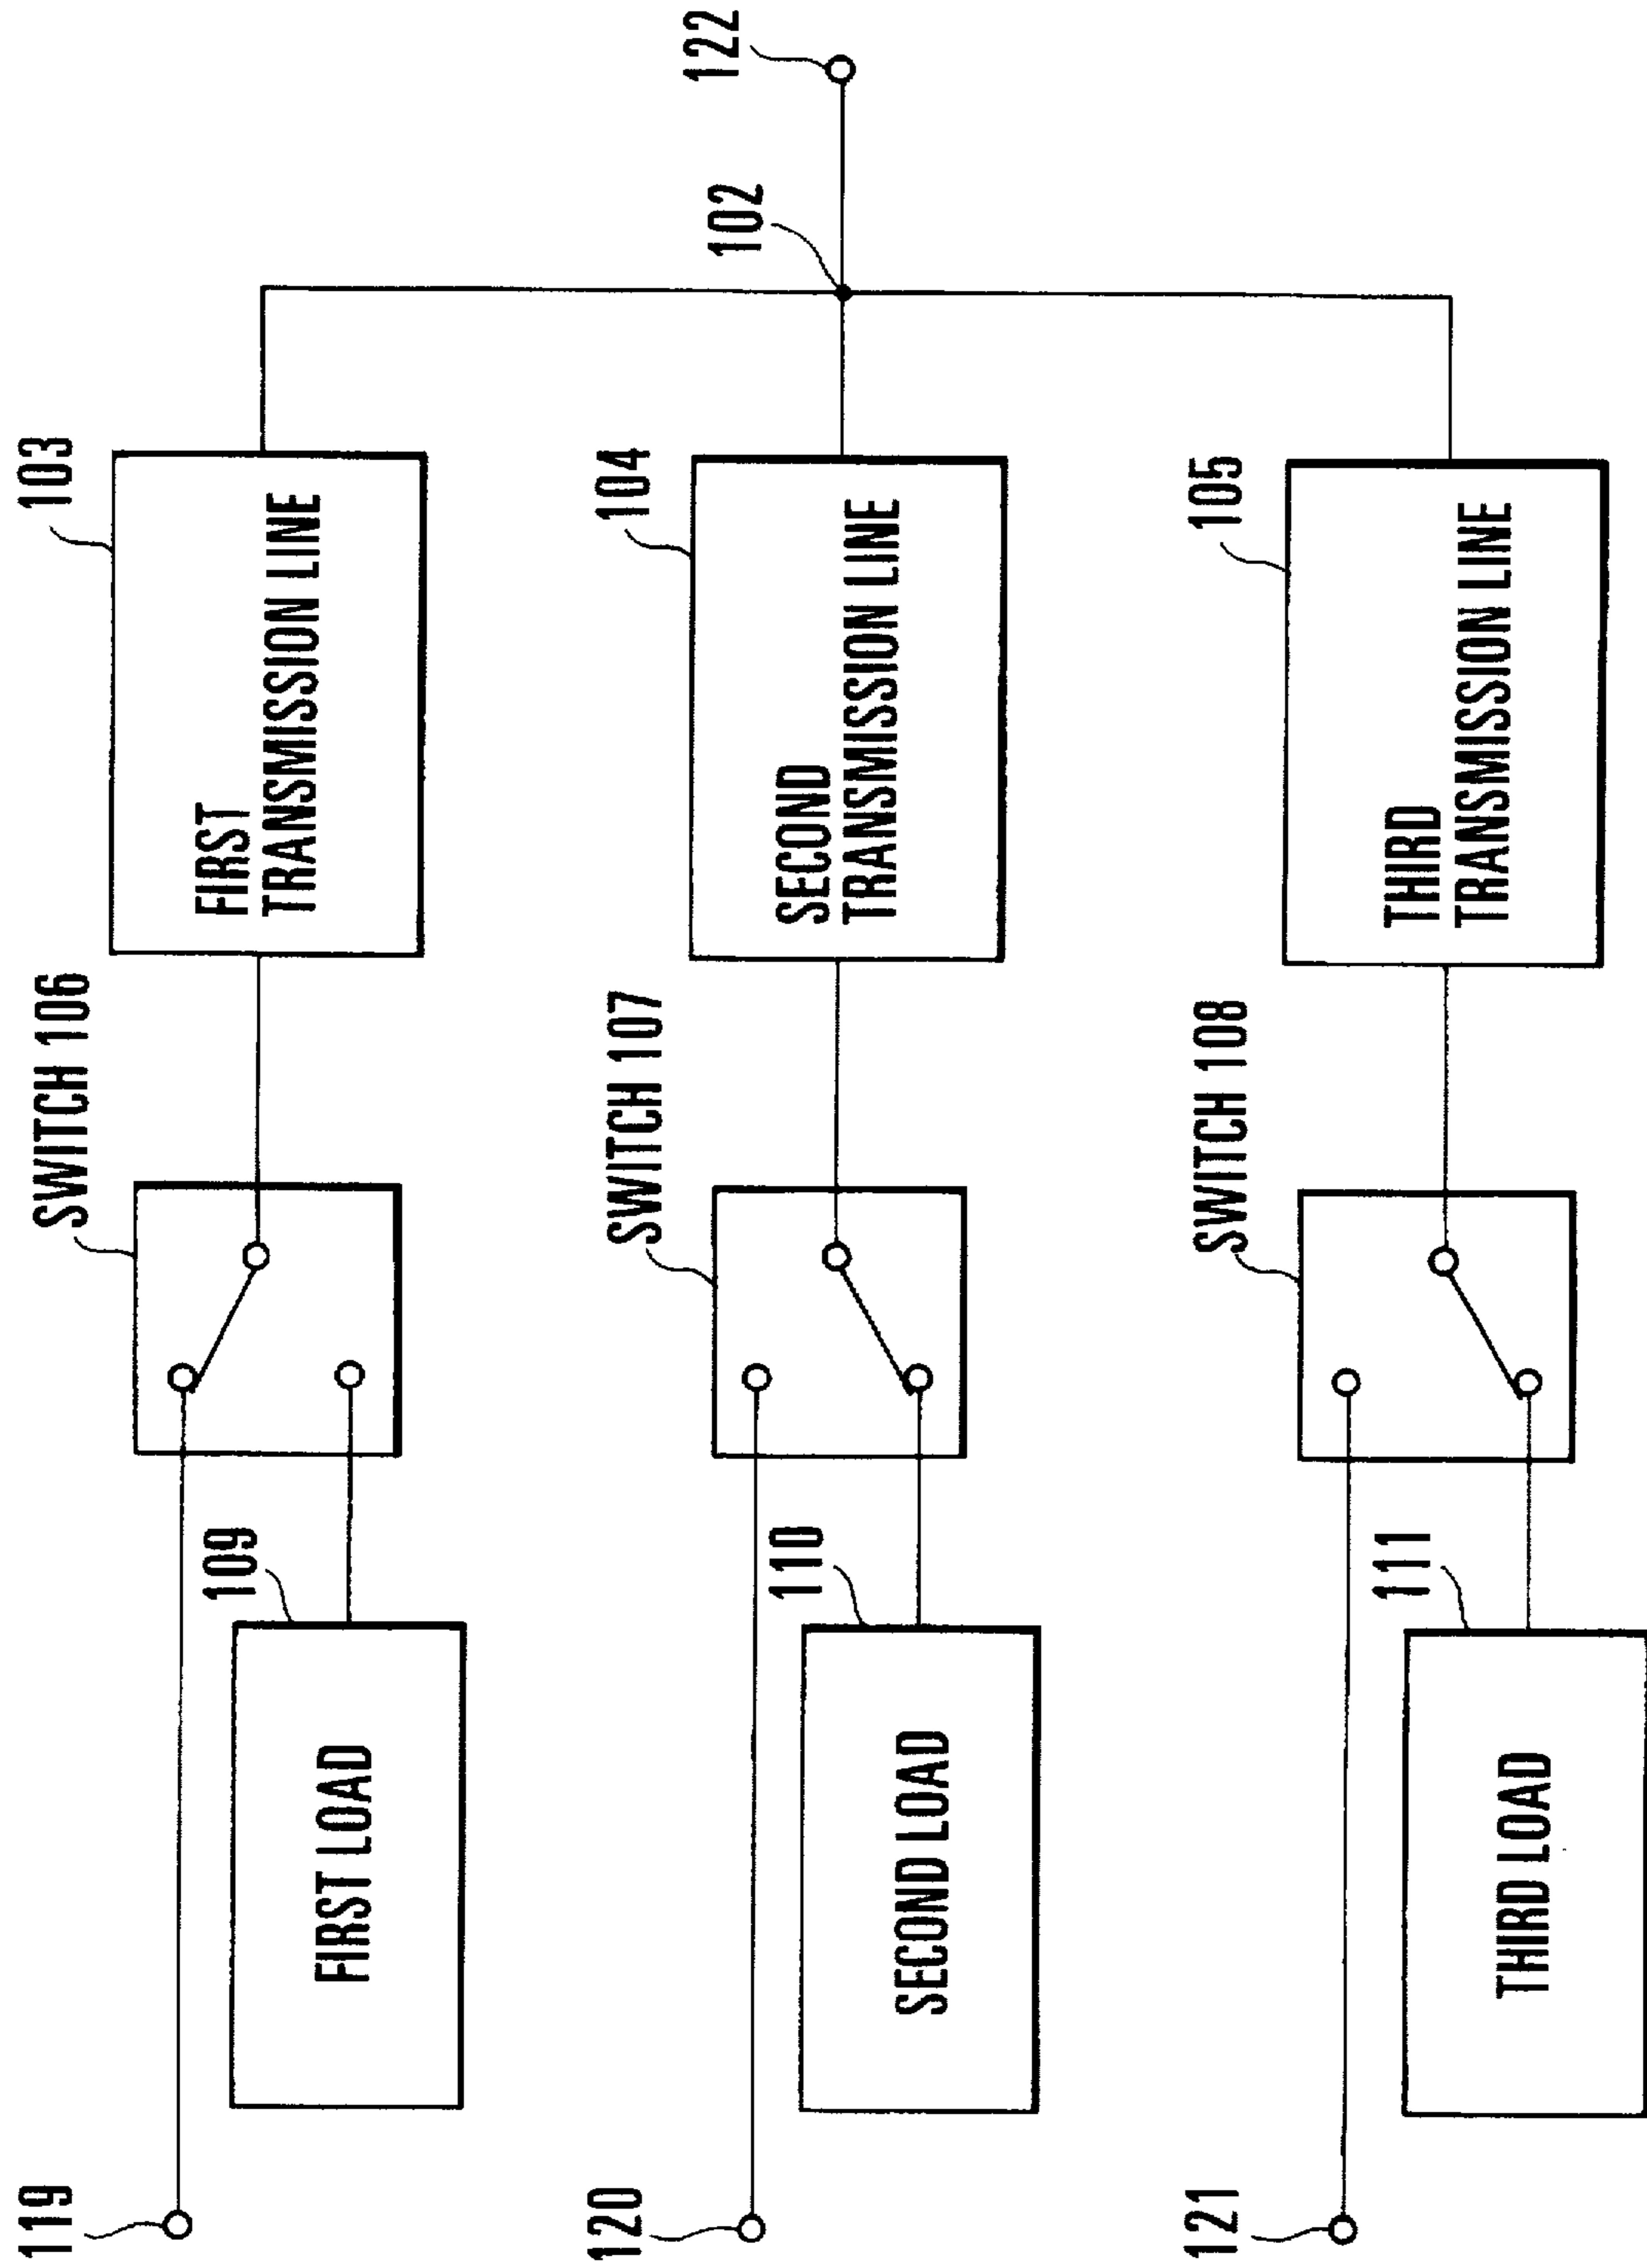 119
FIRST LOAD
109
SWITCH 106
FIRST
TRANSMISSION LINE
103
120
SECOND LOAD
110
SWITCH 107
SECOND
TRANSMISSION LINE
104
102
122
121
THIRD LOAD
111
SWITCH 108
THIRD
TRANSMISSION LINE
105